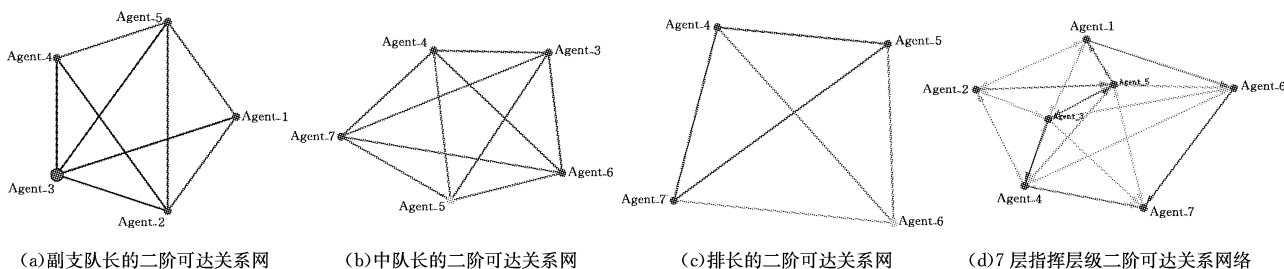 Agent_5
Agent_4
Agent_1
Agent_3
Agent_2
(a)副支队长的二阶可达关系网
Agent_4
Agent_3
Agent_7
Agent_6
Agent_5
(b)中队长的二阶可达关系网
Agent_4
Agent_5
Agent_7
Agent_6
(c)排长的二阶可达关系网
Agent_1
Agent_2
Agent_5
Agent_6
Agent_3
Agent_4
Agent_7
(d)7层指挥层级二阶可达关系网络